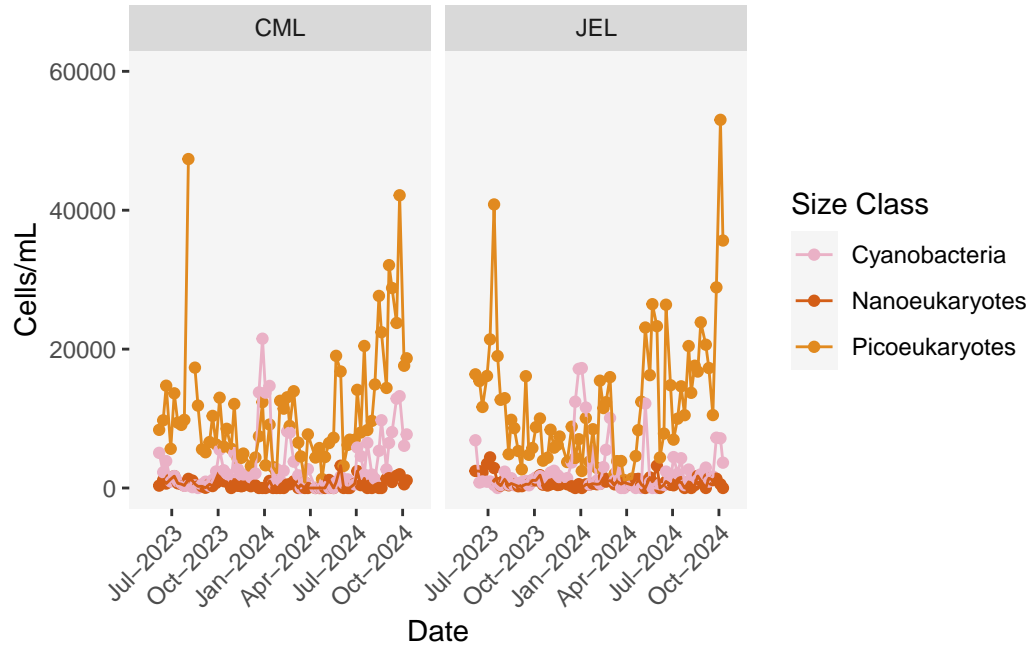 CML
JEL
60000
40000
20000
0
Cells/mL
Jul−2023
Oct−2023
Jan−2024
Apr−2024
Jul−2024
Oct−2024
Jul−2023
Oct−2023
Jan−2024
Apr−2024
Jul−2024
Oct−2024
Date
Size Class
Cyanobacteria
Nanoeukaryotes
Picoeukaryotes